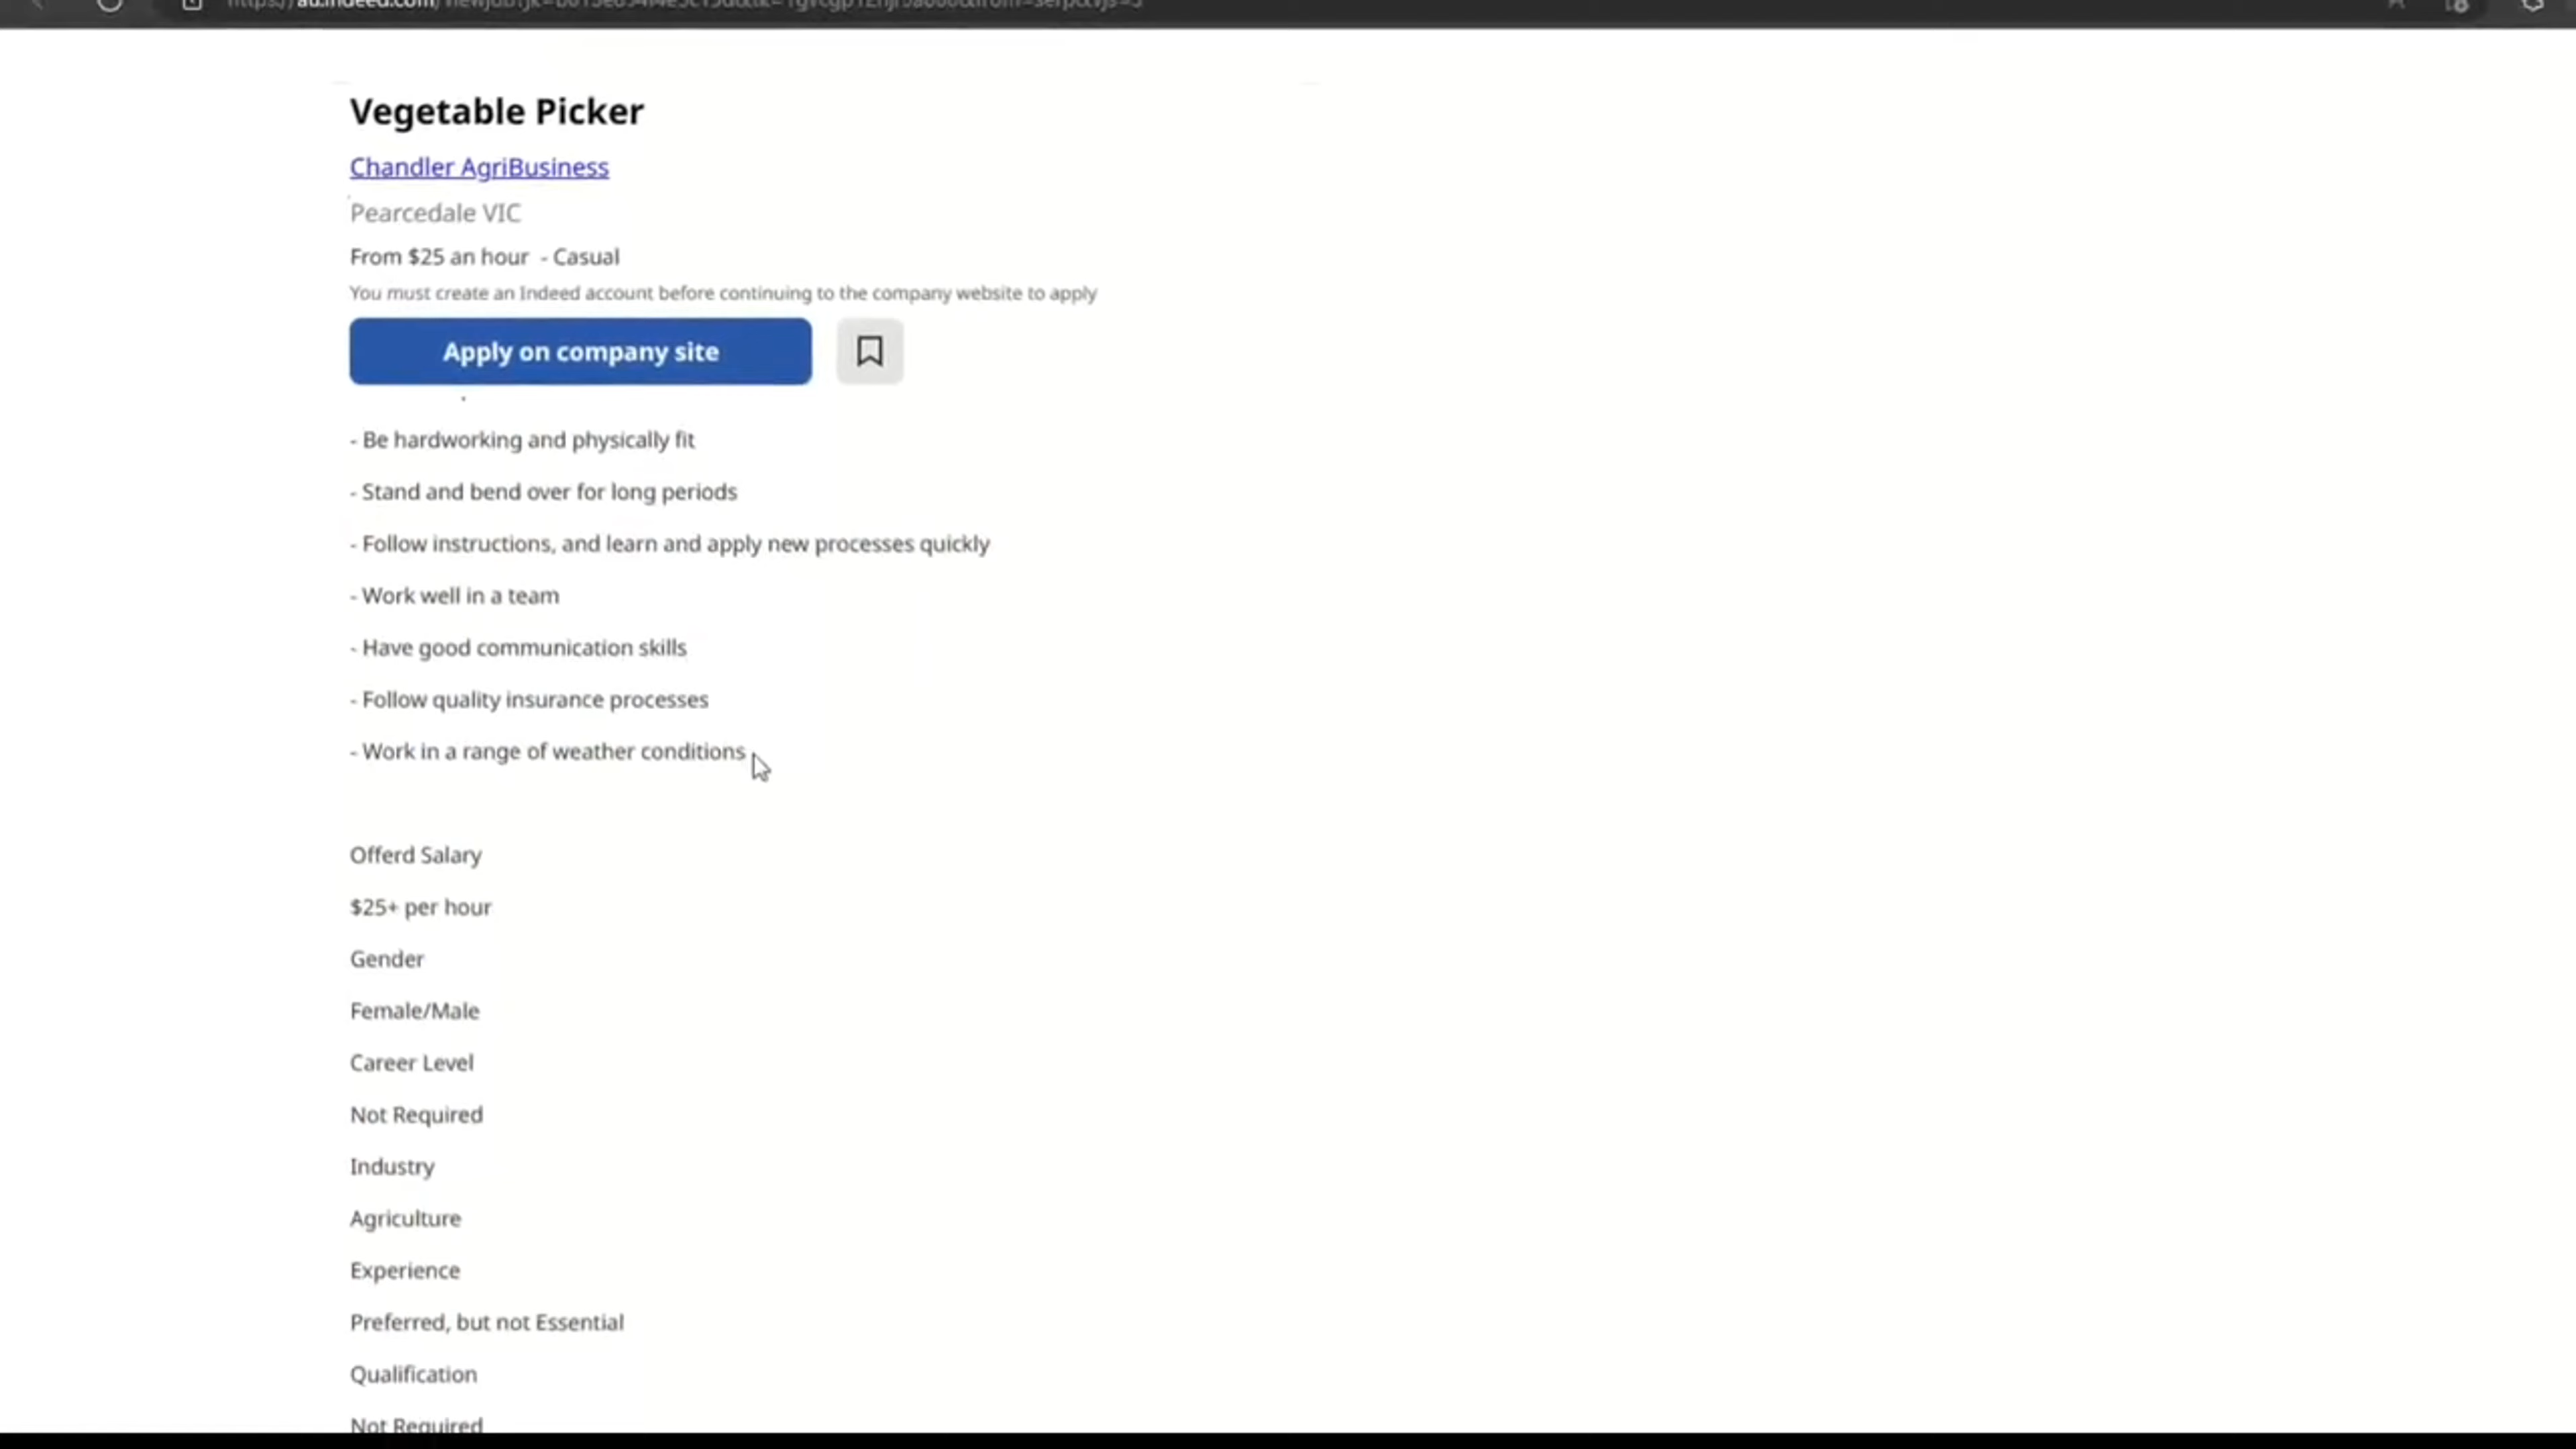 Vegetable Picker
Chandler AgriBusiness
Pearcedale VIC
From $25 an hour - Casual
You must create an Indeed account before continuing to the company website to apply
Apply on company site
- Be hardworking and physically fit
- Stand and bend over for long periods
- Follow instructions, and learn and apply new processes quickly
- Work well in a team
- Have good communication skills
- Follow quality insurance processes
- Work in a range of weather conditions
Offerd Salary
$25+ per hour
Gender
Female/Male
Career Level
Not Required
Industry
Agriculture
Experience
Preferred, but not Essential
Qualification
Not Required